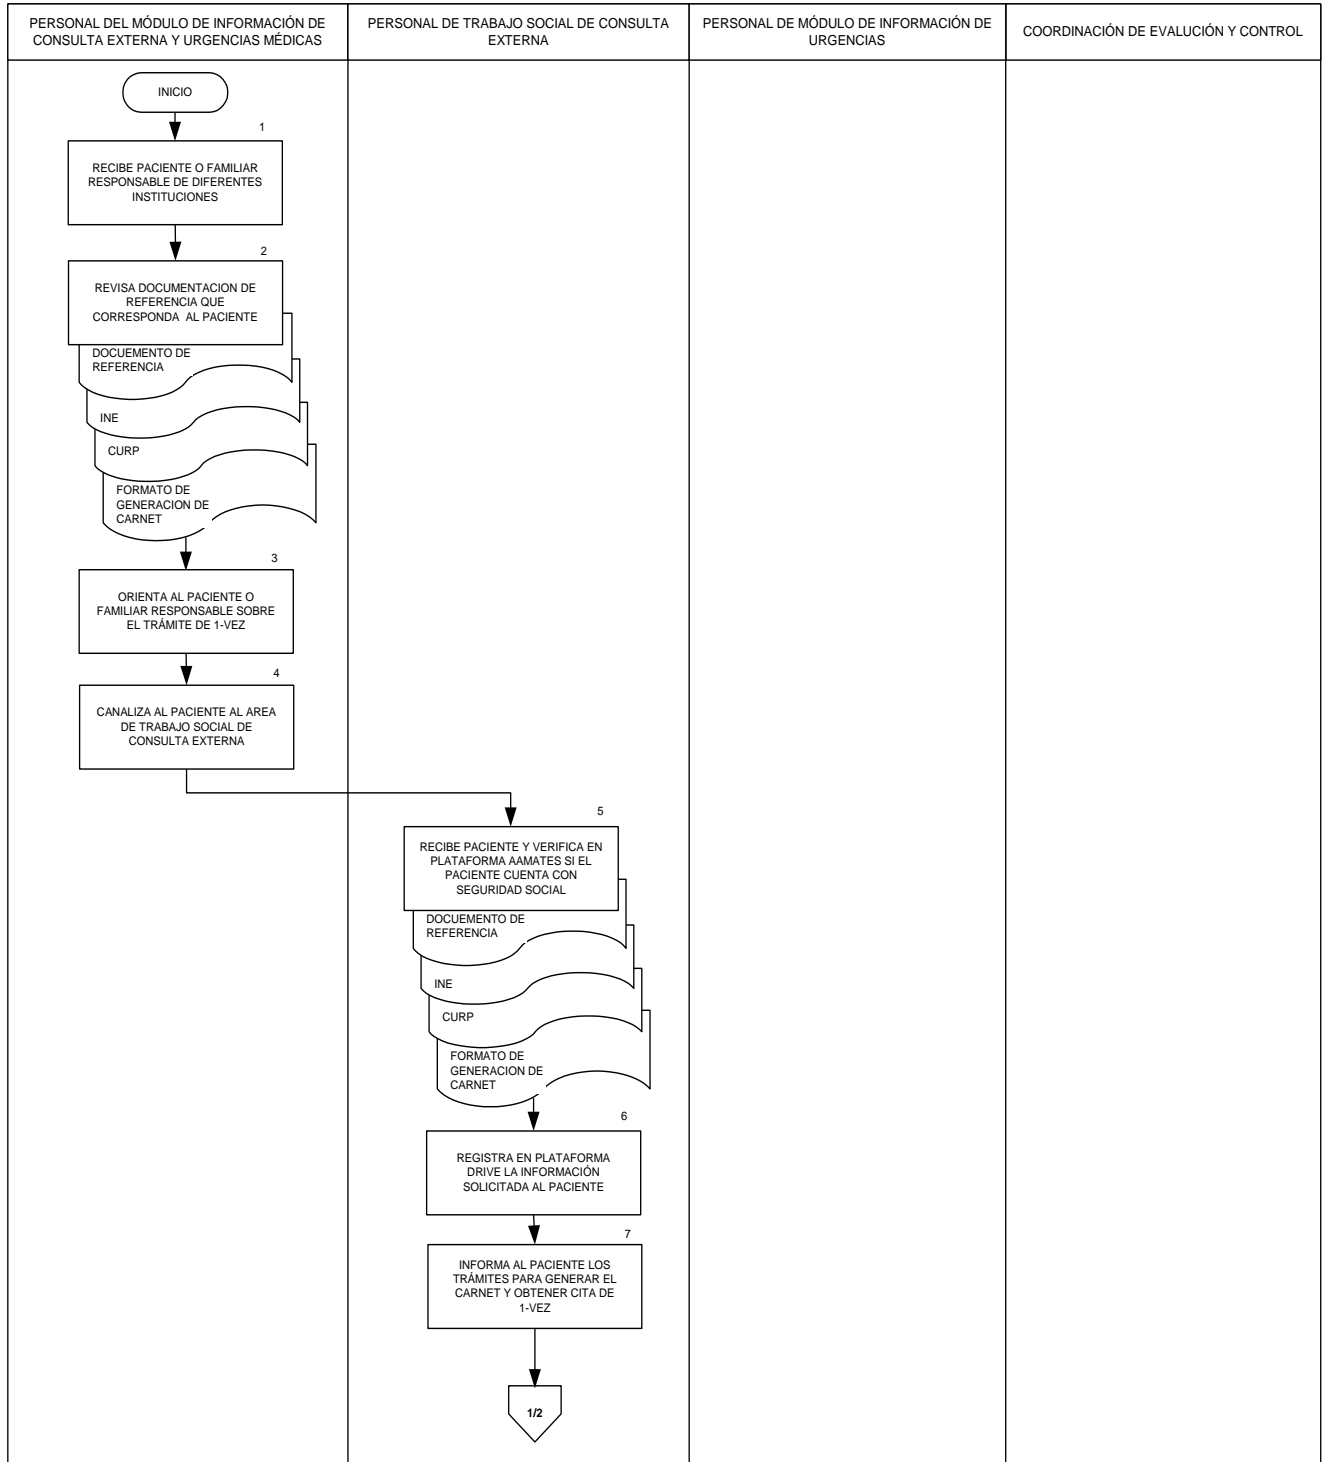 PERSONAL DEL MÓDULO DE INFORMACIÓN DE
CONSULTA EXTERNA Y URGENCIAS MÉDICAS
PERSONAL DE TRABAJO SOCIAL DE CONSULTA
EXTERNA
PERSONAL DE MÓDULO DE INFORMACIÓN DE
URGENCIAS
COORDINACIÓN DE EVALUCIÓN Y CONTROL
INICIO
1
RECIBE PACIENTE O FAMILIAR
RESPONSABLE DE DIFERENTES
INSTITUCIONES
2
REVISA DOCUMENTACION DE
REFERENCIA QUE
CORRESPONDA AL PACIENTE
DOCUEMENTO DE
REFERENCIA
INE
CURP
FORMATO DE
GENERACION DE
CARNET
3
ORIENTA AL PACIENTE O
FAMILIAR RESPONSABLE SOBRE
EL TRÁMITE DE 1-VEZ
4
CANALIZA AL PACIENTE AL AREA
DE TRABAJO SOCIAL DE
CONSULTA EXTERNA
5
RECIBE PACIENTE Y VERIFICA EN
PLATAFORMA AAMATES SI EL
PACIENTE CUENTA CON
SEGURIDAD SOCIAL
DOCUEMENTO DE
REFERENCIA
INE
CURP
FORMATO DE
GENERACION DE
CARNET
6
REGISTRA EN PLATAFORMA
DRIVE LA INFORMACIÓN
SOLICITADA AL PACIENTE
7
INFORMA AL PACIENTE LOS
TRÁMITES PARA GENERAR EL
CARNET Y OBTENER CITA DE
1-VEZ
1/2